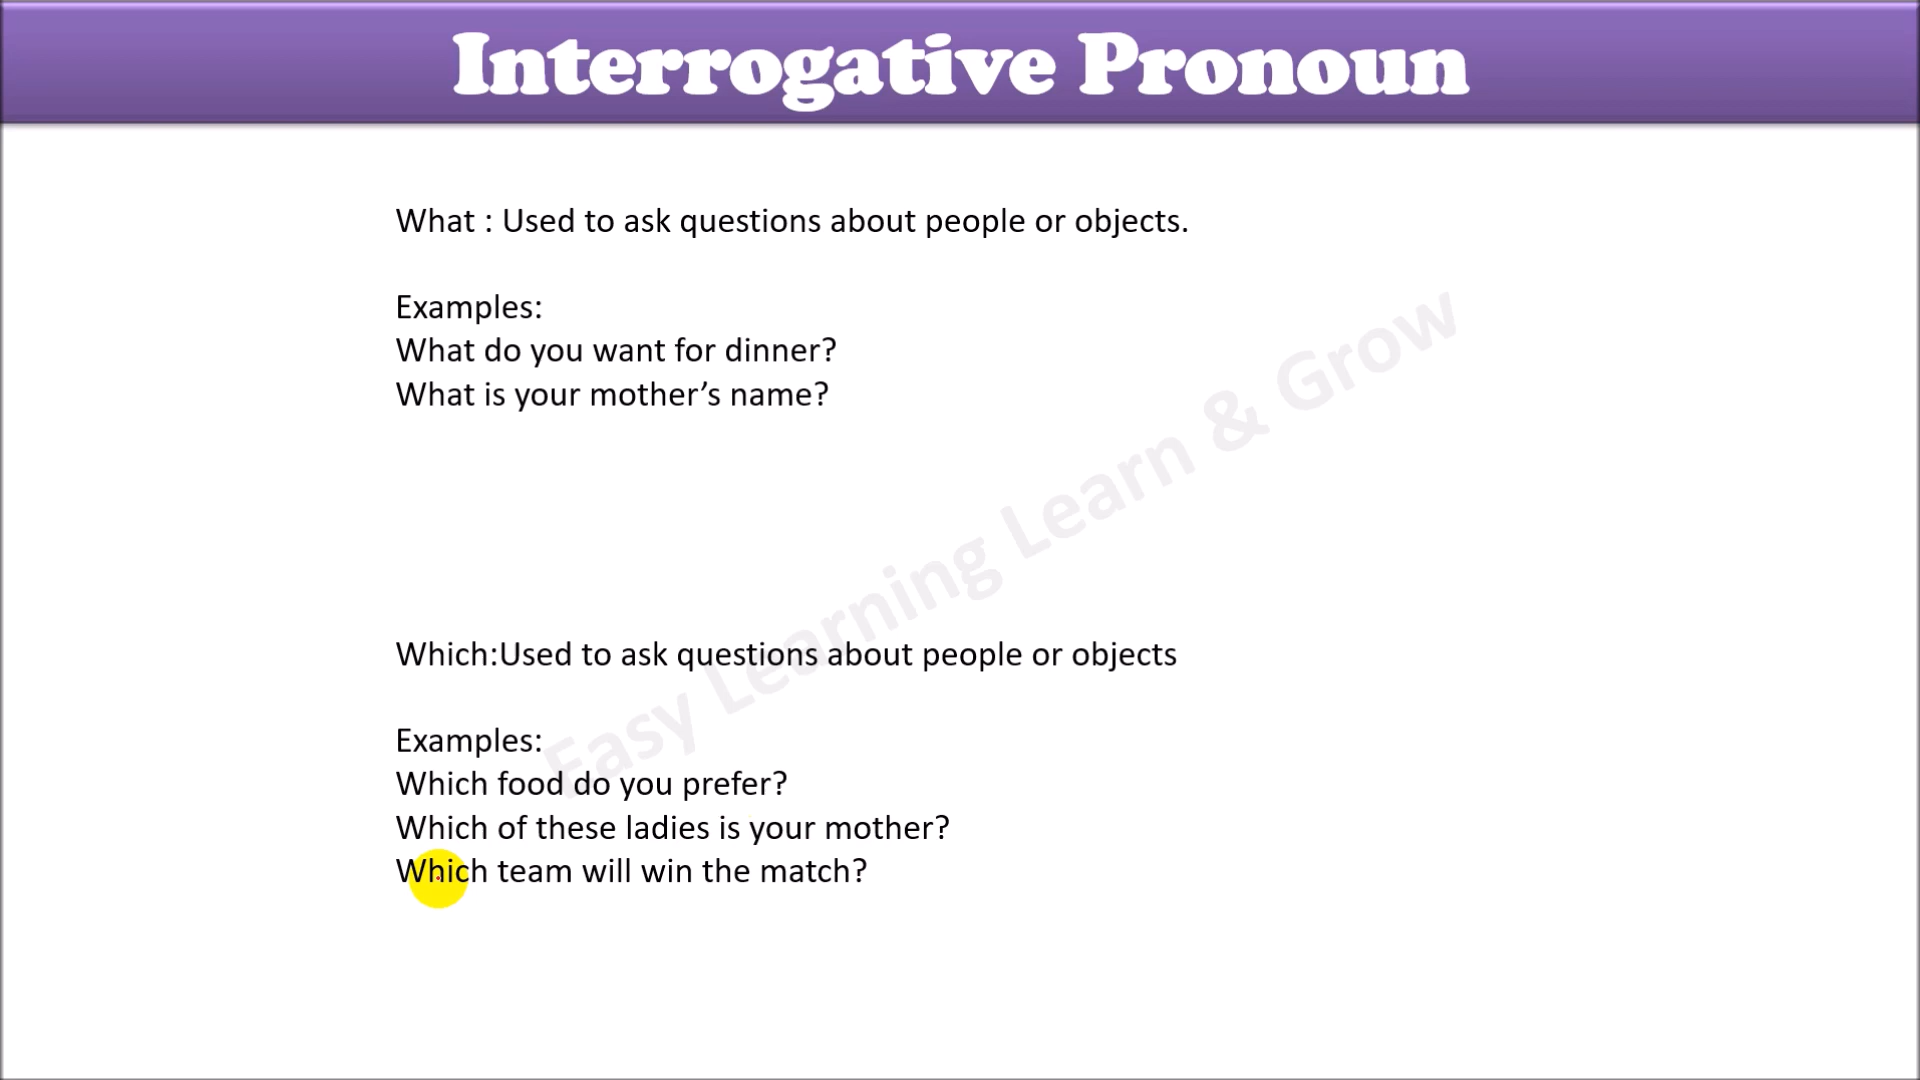 Interrogative Pronoun
What : Used to ask questions about people or objects.
Examples:
What do you want for dinner?
What is your mother’s name?
Easy Learning Learn & Grow
Which:Used to ask questions about people or objects
Examples:
Which food do you prefer?
Which of these ladies is your mother?
Which team will win the match?